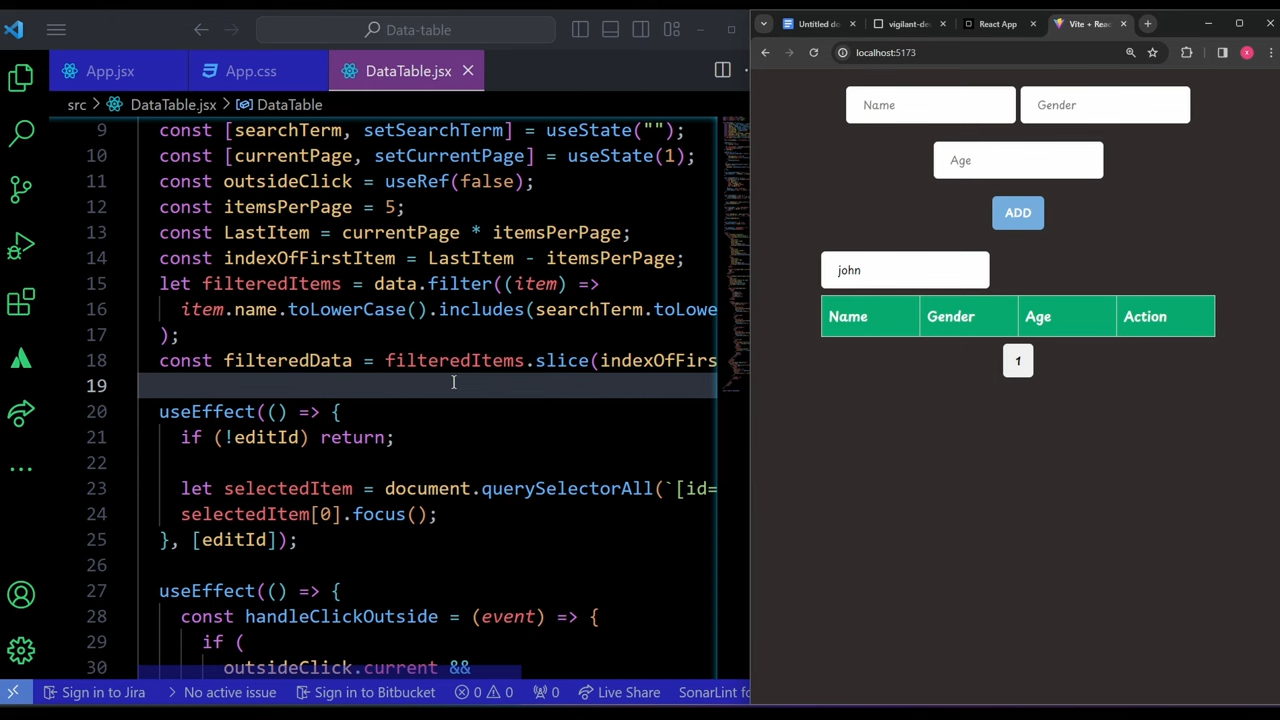 Data-table
App.jsx
App.css
DataTable.jsx
src > DataTable.jsx > DataTable
9 const [searchTerm, setSearchTerm] = useState("");
10 const [currentPage, setCurrentPage] = useState(1);
11 const outsideClick = useRef(false);
12 const itemsPerPage = 5;
13 const LastItem = currentPage * itemsPerPage;
14 const indexOfFirstItem = LastItem - itemsPerPage;
15 let filteredItems = data.filter((item) =>
16 item.name.toLowerCase().includes(searchTerm.toLowe
17 );
18 const filteredData = filteredItems.slice(indexOfFirs
19
20 useEffect(() => {
21 if (!editId) return;
22
23 let selectedItem = document.querySelectorAll(`[id=
24 selectedItem[0].focus();
25 }, [editId]);
26
27 useEffect(() => {
28 const handleClickOutside = (event) => {
29 if (
30 outsideClick.current &&
Sign in to Jira > No active issue Sign in to Bitbucket 0 0 0 Live Share SonarLint fo
Untitled do
vigilant-de
React App
Vite + Rea
localhost:5173
Name Gender
Age
ADD
john
Name Gender Age Action
1